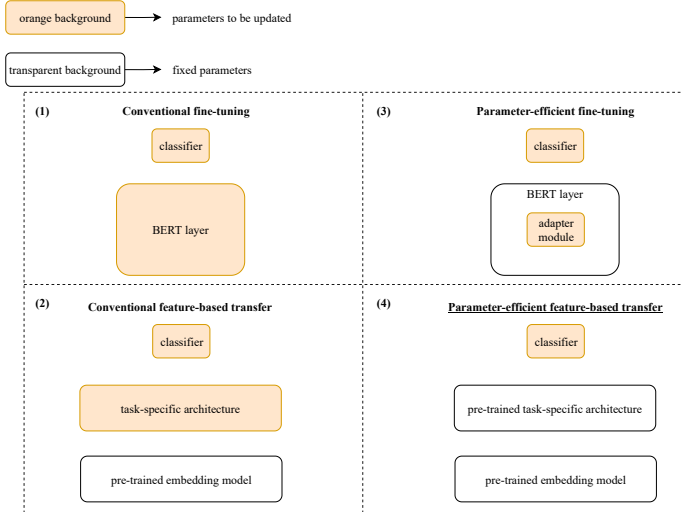 orange background
parameters to be updated
transparent background
fixed parameters
(1)
Conventional fine-tuning
classifier
BERT layer
(3)
Parameter-efficient fine-tuning
classifier
BERT layer
adapter
module
(2)
Conventional feature-based transfer
classifier
task-specific architecture
pre-trained embedding model
(4)
Parameter-efficient feature-based transfer
classifier
pre-trained task-specific architecture
pre-trained embedding model